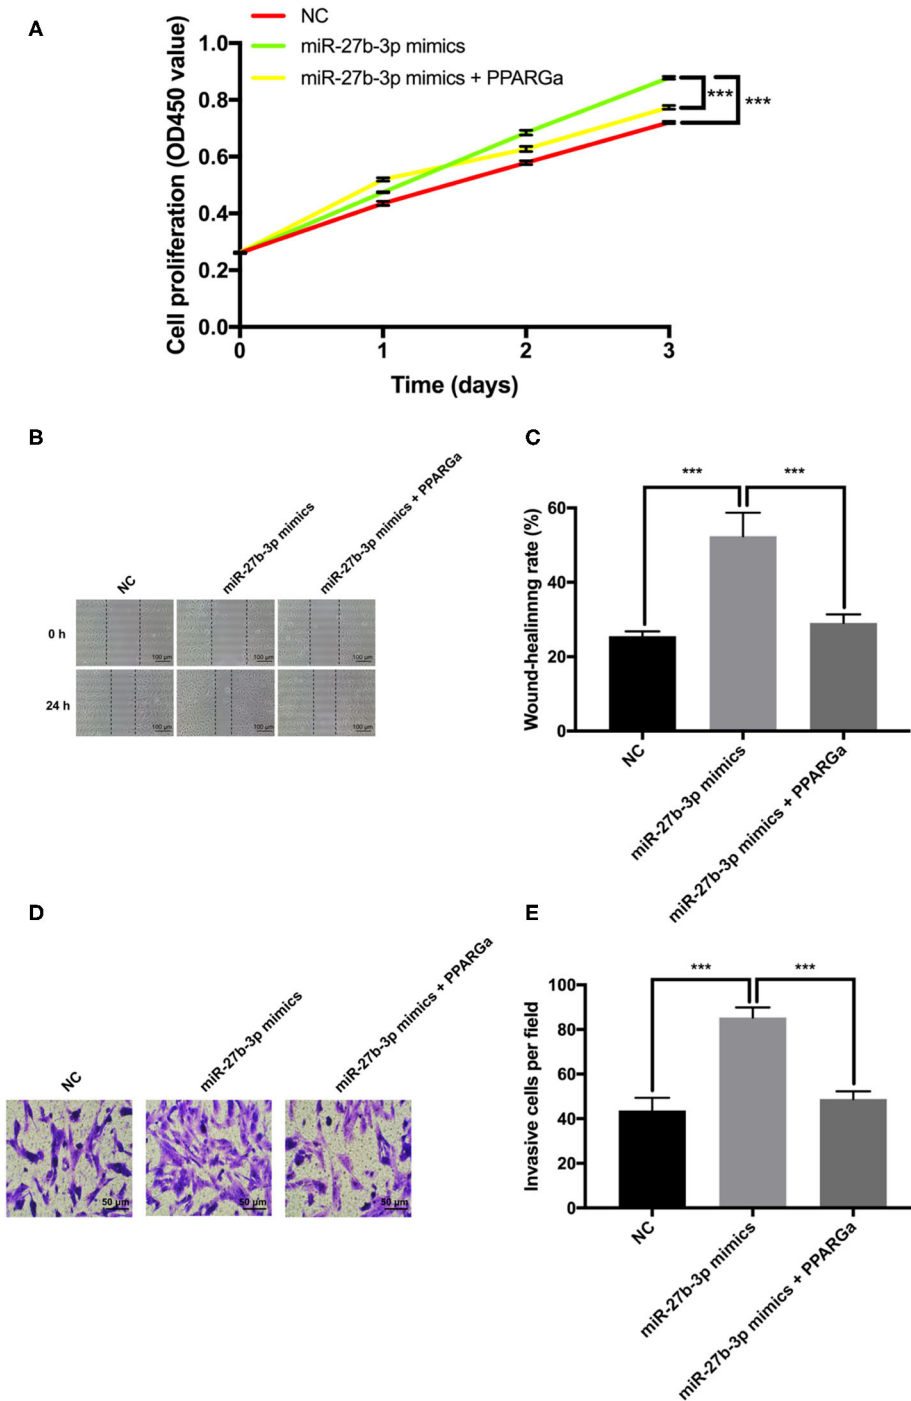 A
NC
miR-27b-3p mimics
miR-27b-3p mimics + PPARGa
Cell proliferation (OD450 value)
1.0
0.8
0.6
0.4
0.2
0.0
0
1
2
3
Time (days)
***
***
B
NC
miR-27b-3p mimics
miR-27b-3p mimics + PPARGa
0 h
100 μm
100 μm
100 μm
24 h
100 μm
100 μm
100 μm
C
Wound-healinnng rate (%)
60
40
20
0
***
***
NC
miR-27b-3p mimics
miR-27b-3p mimics + PPARGa
D
NC
miR-27b-3p mimics
miR-27b-3p mimics + PPARGa
50 μm
50 μm
50 μm
E
Invasive cells per field
100
80
60
40
20
0
***
***
NC
miR-27b-3p mimics
miR-27b-3p mimics + PPARGa